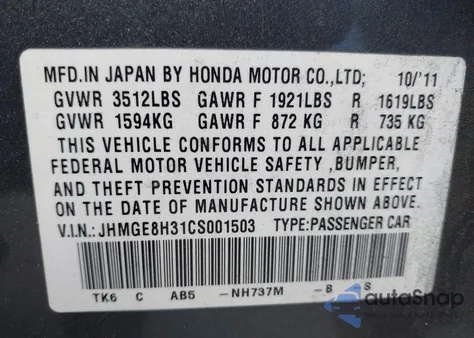 MFD.IN JAPAN BY HONDA MOTOR CO.,LTD; 10/'11
GVWR 3512LBS GAWR F 1921LBS R 1619LBS
GVWR 1594KG GAWR F 872 KG R 735 KG
THIS VEHICLE CONFORMS TO ALL APPLICABLE
FEDERAL MOTOR VEHICLE SAFETY ,BUMPER,
AND THEFT PREVENTION STANDARDS IN EFFECT
ON THE DATE OF MANUFACTURE SHOWN ABOVE.
V.I.N.:JHMGE8H31CS001503 TYPE:PASSENGER CAR
TK6 C AB5 -NH737M -B S
autoSnap